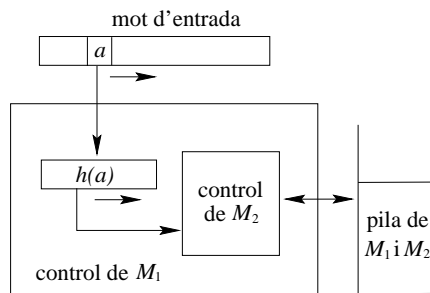 mot d'entrada
a
h(a)
control
de M₂
pila de
M₁ i M₂
control de M₁